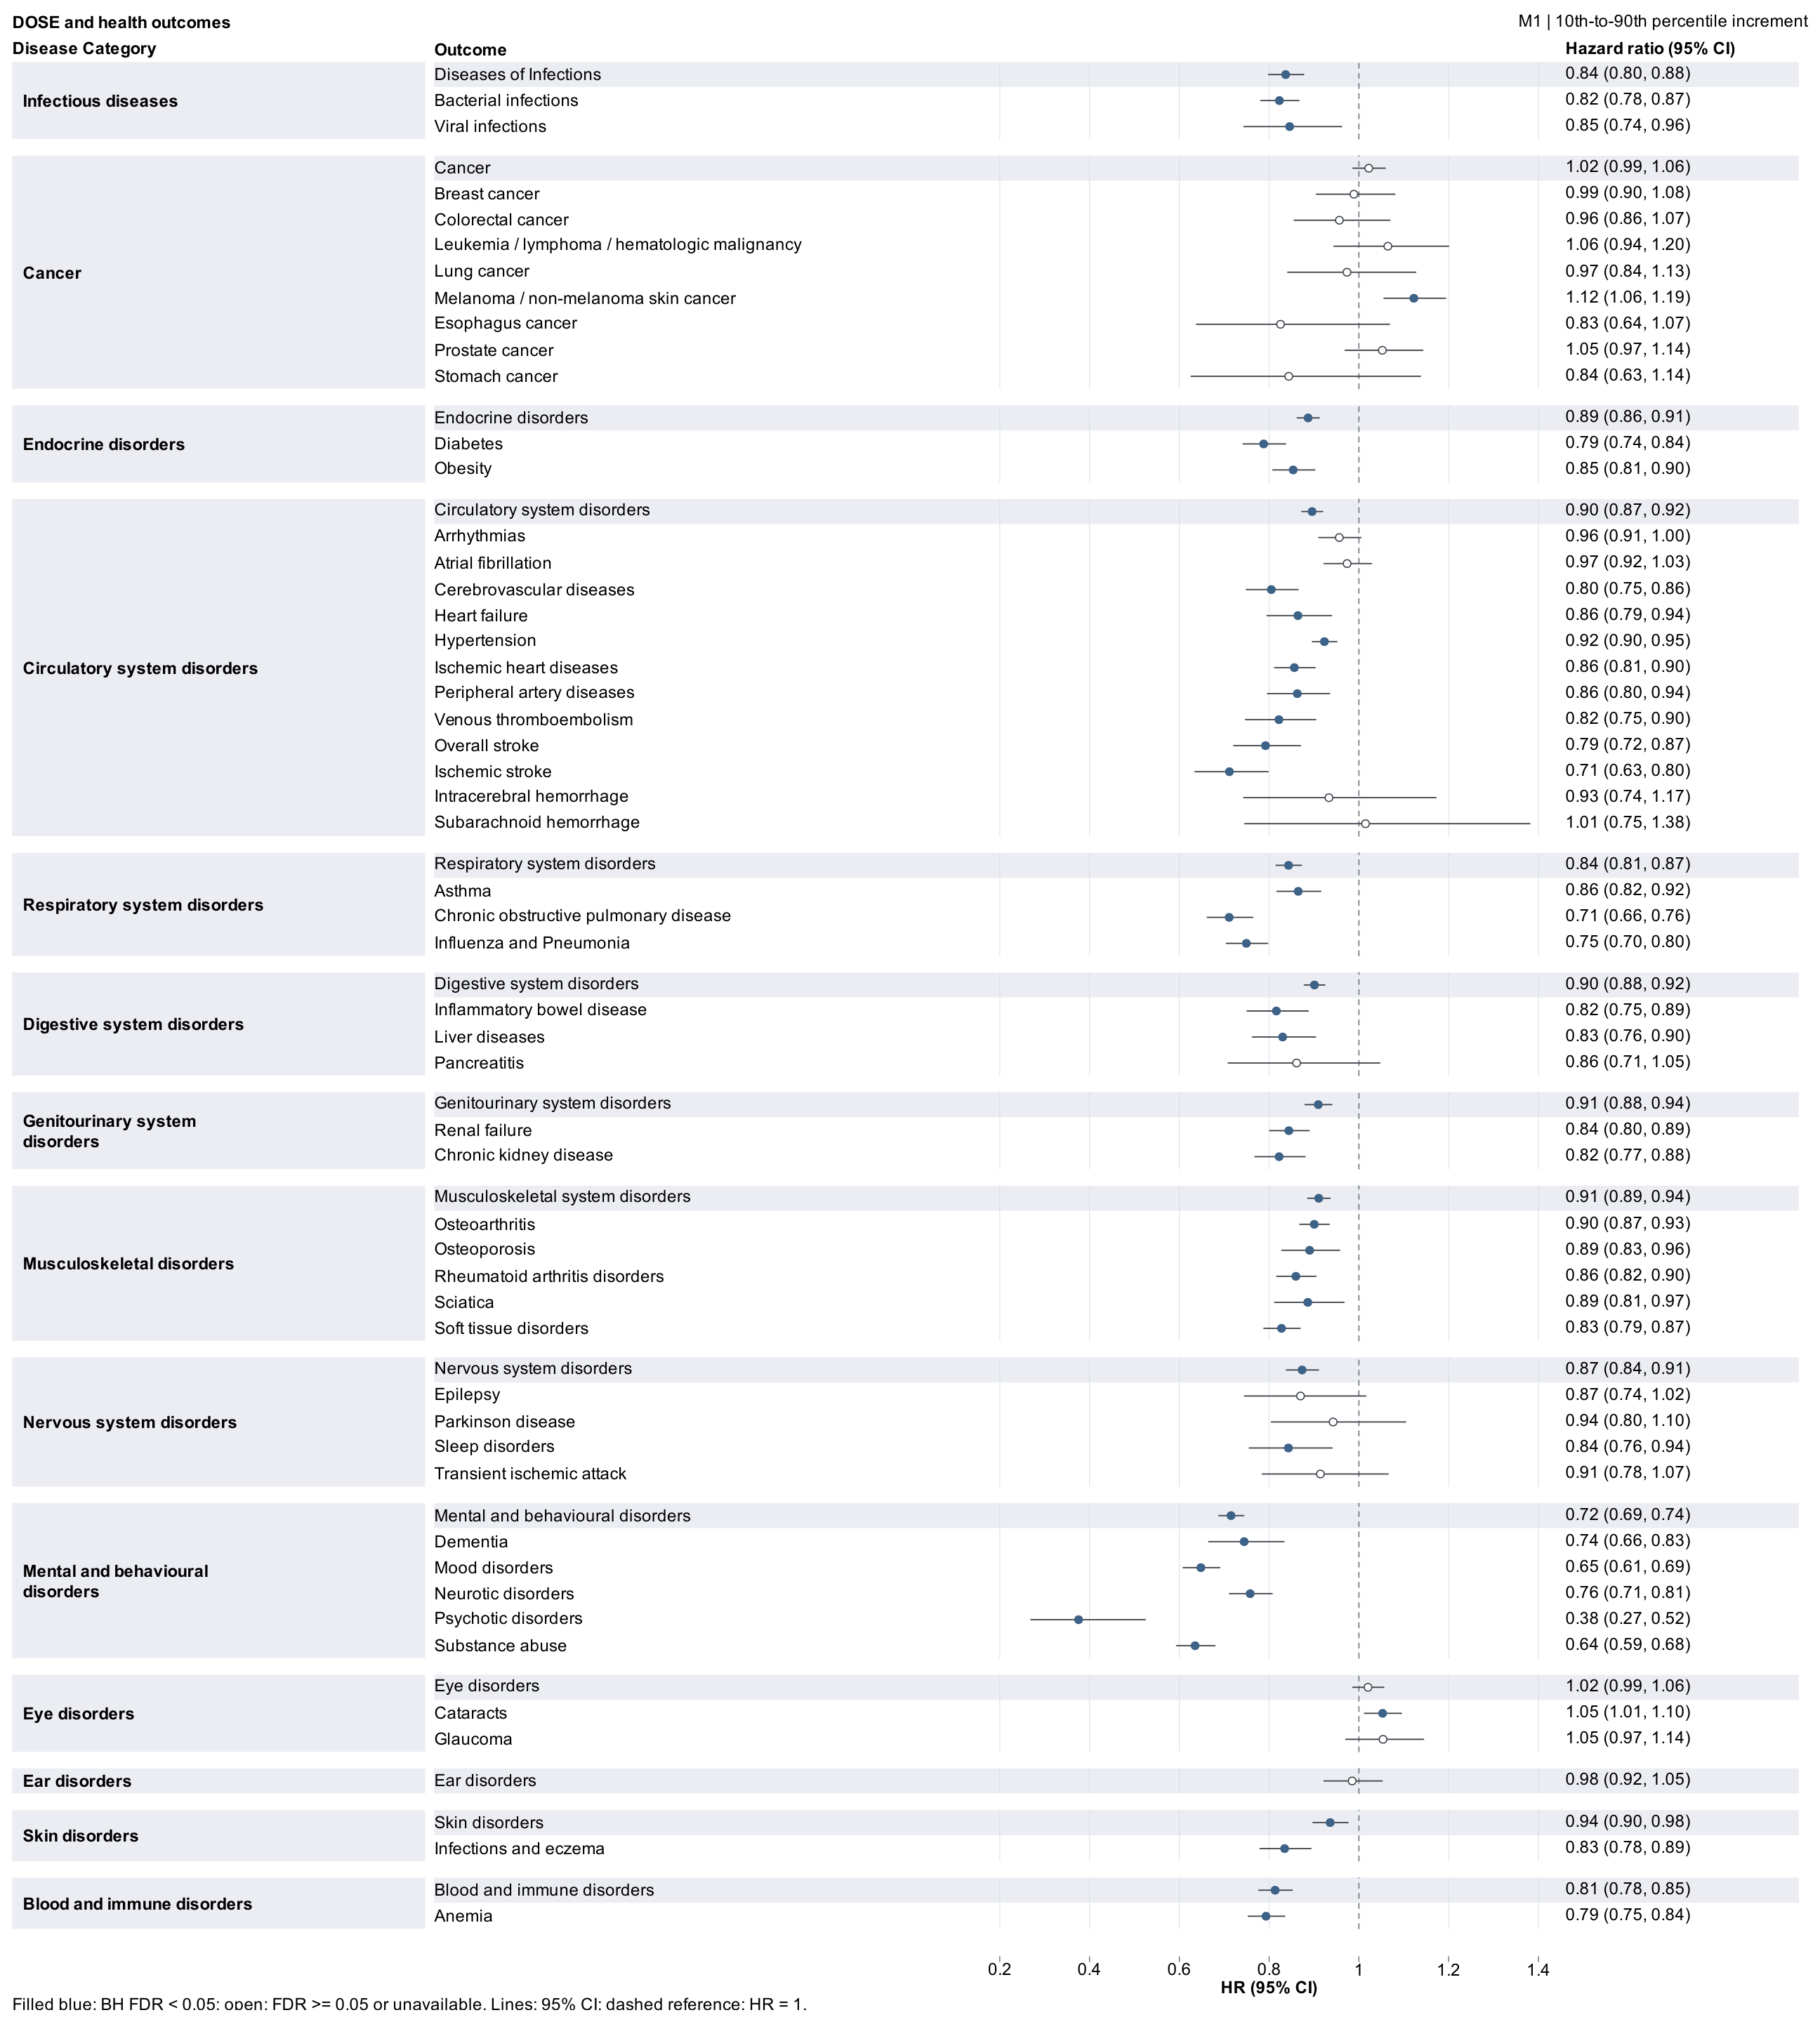 DOSE and health outcomes M1 | 10th-to-90th percentile increment
Disease Category Outcome Hazard ratio (95% CI)
Infectious diseases
Diseases of Infections 0.84 (0.80, 0.88)
Bacterial infections 0.82 (0.78, 0.87)
Viral infections 0.85 (0.74, 0.96)
Cancer
Cancer 1.02 (0.99, 1.06)
Breast cancer 0.99 (0.90, 1.08)
Colorectal cancer 0.96 (0.86, 1.07)
Leukemia / lymphoma / hematologic malignancy 1.06 (0.94, 1.20)
Lung cancer 0.97 (0.84, 1.13)
Melanoma / non-melanoma skin cancer 1.12 (1.06, 1.19)
Esophagus cancer 0.83 (0.64, 1.07)
Prostate cancer 1.05 (0.97, 1.14)
Stomach cancer 0.84 (0.63, 1.14)
Endocrine disorders
Endocrine disorders 0.89 (0.86, 0.91)
Diabetes 0.79 (0.74, 0.84)
Obesity 0.85 (0.81, 0.90)
Circulatory system disorders
Circulatory system disorders 0.90 (0.87, 0.92)
Arrhythmias 0.96 (0.91, 1.00)
Atrial fibrillation 0.97 (0.92, 1.03)
Cerebrovascular diseases 0.80 (0.75, 0.86)
Heart failure 0.86 (0.79, 0.94)
Hypertension 0.92 (0.90, 0.95)
Ischemic heart diseases 0.86 (0.81, 0.90)
Peripheral artery diseases 0.86 (0.80, 0.94)
Venous thromboembolism 0.82 (0.75, 0.90)
Overall stroke 0.79 (0.72, 0.87)
Ischemic stroke 0.71 (0.63, 0.80)
Intracerebral hemorrhage 0.93 (0.74, 1.17)
Subarachnoid hemorrhage 1.01 (0.75, 1.38)
Respiratory system disorders
Respiratory system disorders 0.84 (0.81, 0.87)
Asthma 0.86 (0.82, 0.92)
Chronic obstructive pulmonary disease 0.71 (0.66, 0.76)
Influenza and Pneumonia 0.75 (0.70, 0.80)
Digestive system disorders
Digestive system disorders 0.90 (0.88, 0.92)
Inflammatory bowel disease 0.82 (0.75, 0.89)
Liver diseases 0.83 (0.76, 0.90)
Pancreatitis 0.86 (0.71, 1.05)
Genitourinary system
disorders
Genitourinary system disorders 0.91 (0.88, 0.94)
Renal failure 0.84 (0.80, 0.89)
Chronic kidney disease 0.82 (0.77, 0.88)
Musculoskeletal disorders
Musculoskeletal system disorders 0.91 (0.89, 0.94)
Osteoarthritis 0.90 (0.87, 0.93)
Osteoporosis 0.89 (0.83, 0.96)
Rheumatoid arthritis disorders 0.86 (0.82, 0.90)
Sciatica 0.89 (0.81, 0.97)
Soft tissue disorders 0.83 (0.79, 0.87)
Nervous system disorders
Nervous system disorders 0.87 (0.84, 0.91)
Epilepsy 0.87 (0.74, 1.02)
Parkinson disease 0.94 (0.80, 1.10)
Sleep disorders 0.84 (0.76, 0.94)
Transient ischemic attack 0.91 (0.78, 1.07)
Mental and behavioural
disorders
Mental and behavioural disorders 0.72 (0.69, 0.74)
Dementia 0.74 (0.66, 0.83)
Mood disorders 0.65 (0.61, 0.69)
Neurotic disorders 0.76 (0.71, 0.81)
Psychotic disorders 0.38 (0.27, 0.52)
Substance abuse 0.64 (0.59, 0.68)
Eye disorders
Eye disorders 1.02 (0.99, 1.06)
Cataracts 1.05 (1.01, 1.10)
Glaucoma 1.05 (0.97, 1.14)
Ear disorders
Ear disorders 0.98 (0.92, 1.05)
Skin disorders
Skin disorders 0.94 (0.90, 0.98)
Infections and eczema 0.83 (0.78, 0.89)
Blood and immune disorders
Blood and immune disorders 0.81 (0.78, 0.85)
Anemia 0.79 (0.75, 0.84)
0.2 0.4 0.6 0.8 1 1.2 1.4
HR (95% CI)
Filled blue: BH FDR < 0.05; open: FDR >= 0.05 or unavailable. Lines: 95% CI; dashed reference: HR = 1.